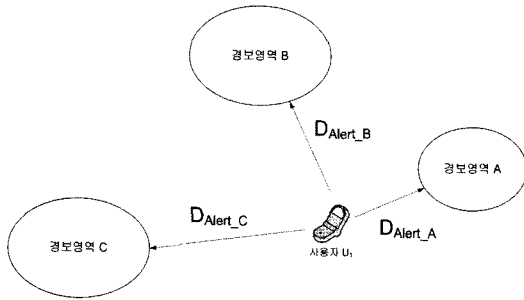 경보영역 B
D_Alert_B
경보영역 A
D_Alert_C
D_Alert_A
경보영역 C
사용자 U₁